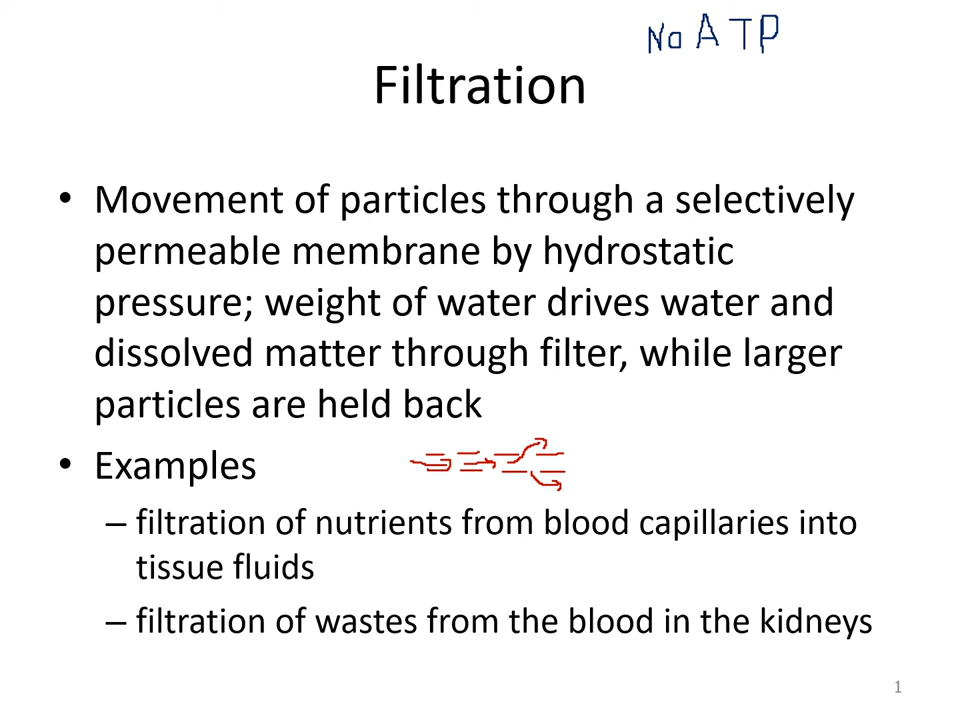 No ATP
Filtration
• Movement of particles through a selectively
permeable membrane by hydrostatic
pressure; weight of water drives water and
dissolved matter through filter, while larger
particles are held back
• Examples
– filtration of nutrients from blood capillaries into
tissue fluids
– filtration of wastes from the blood in the kidneys
1